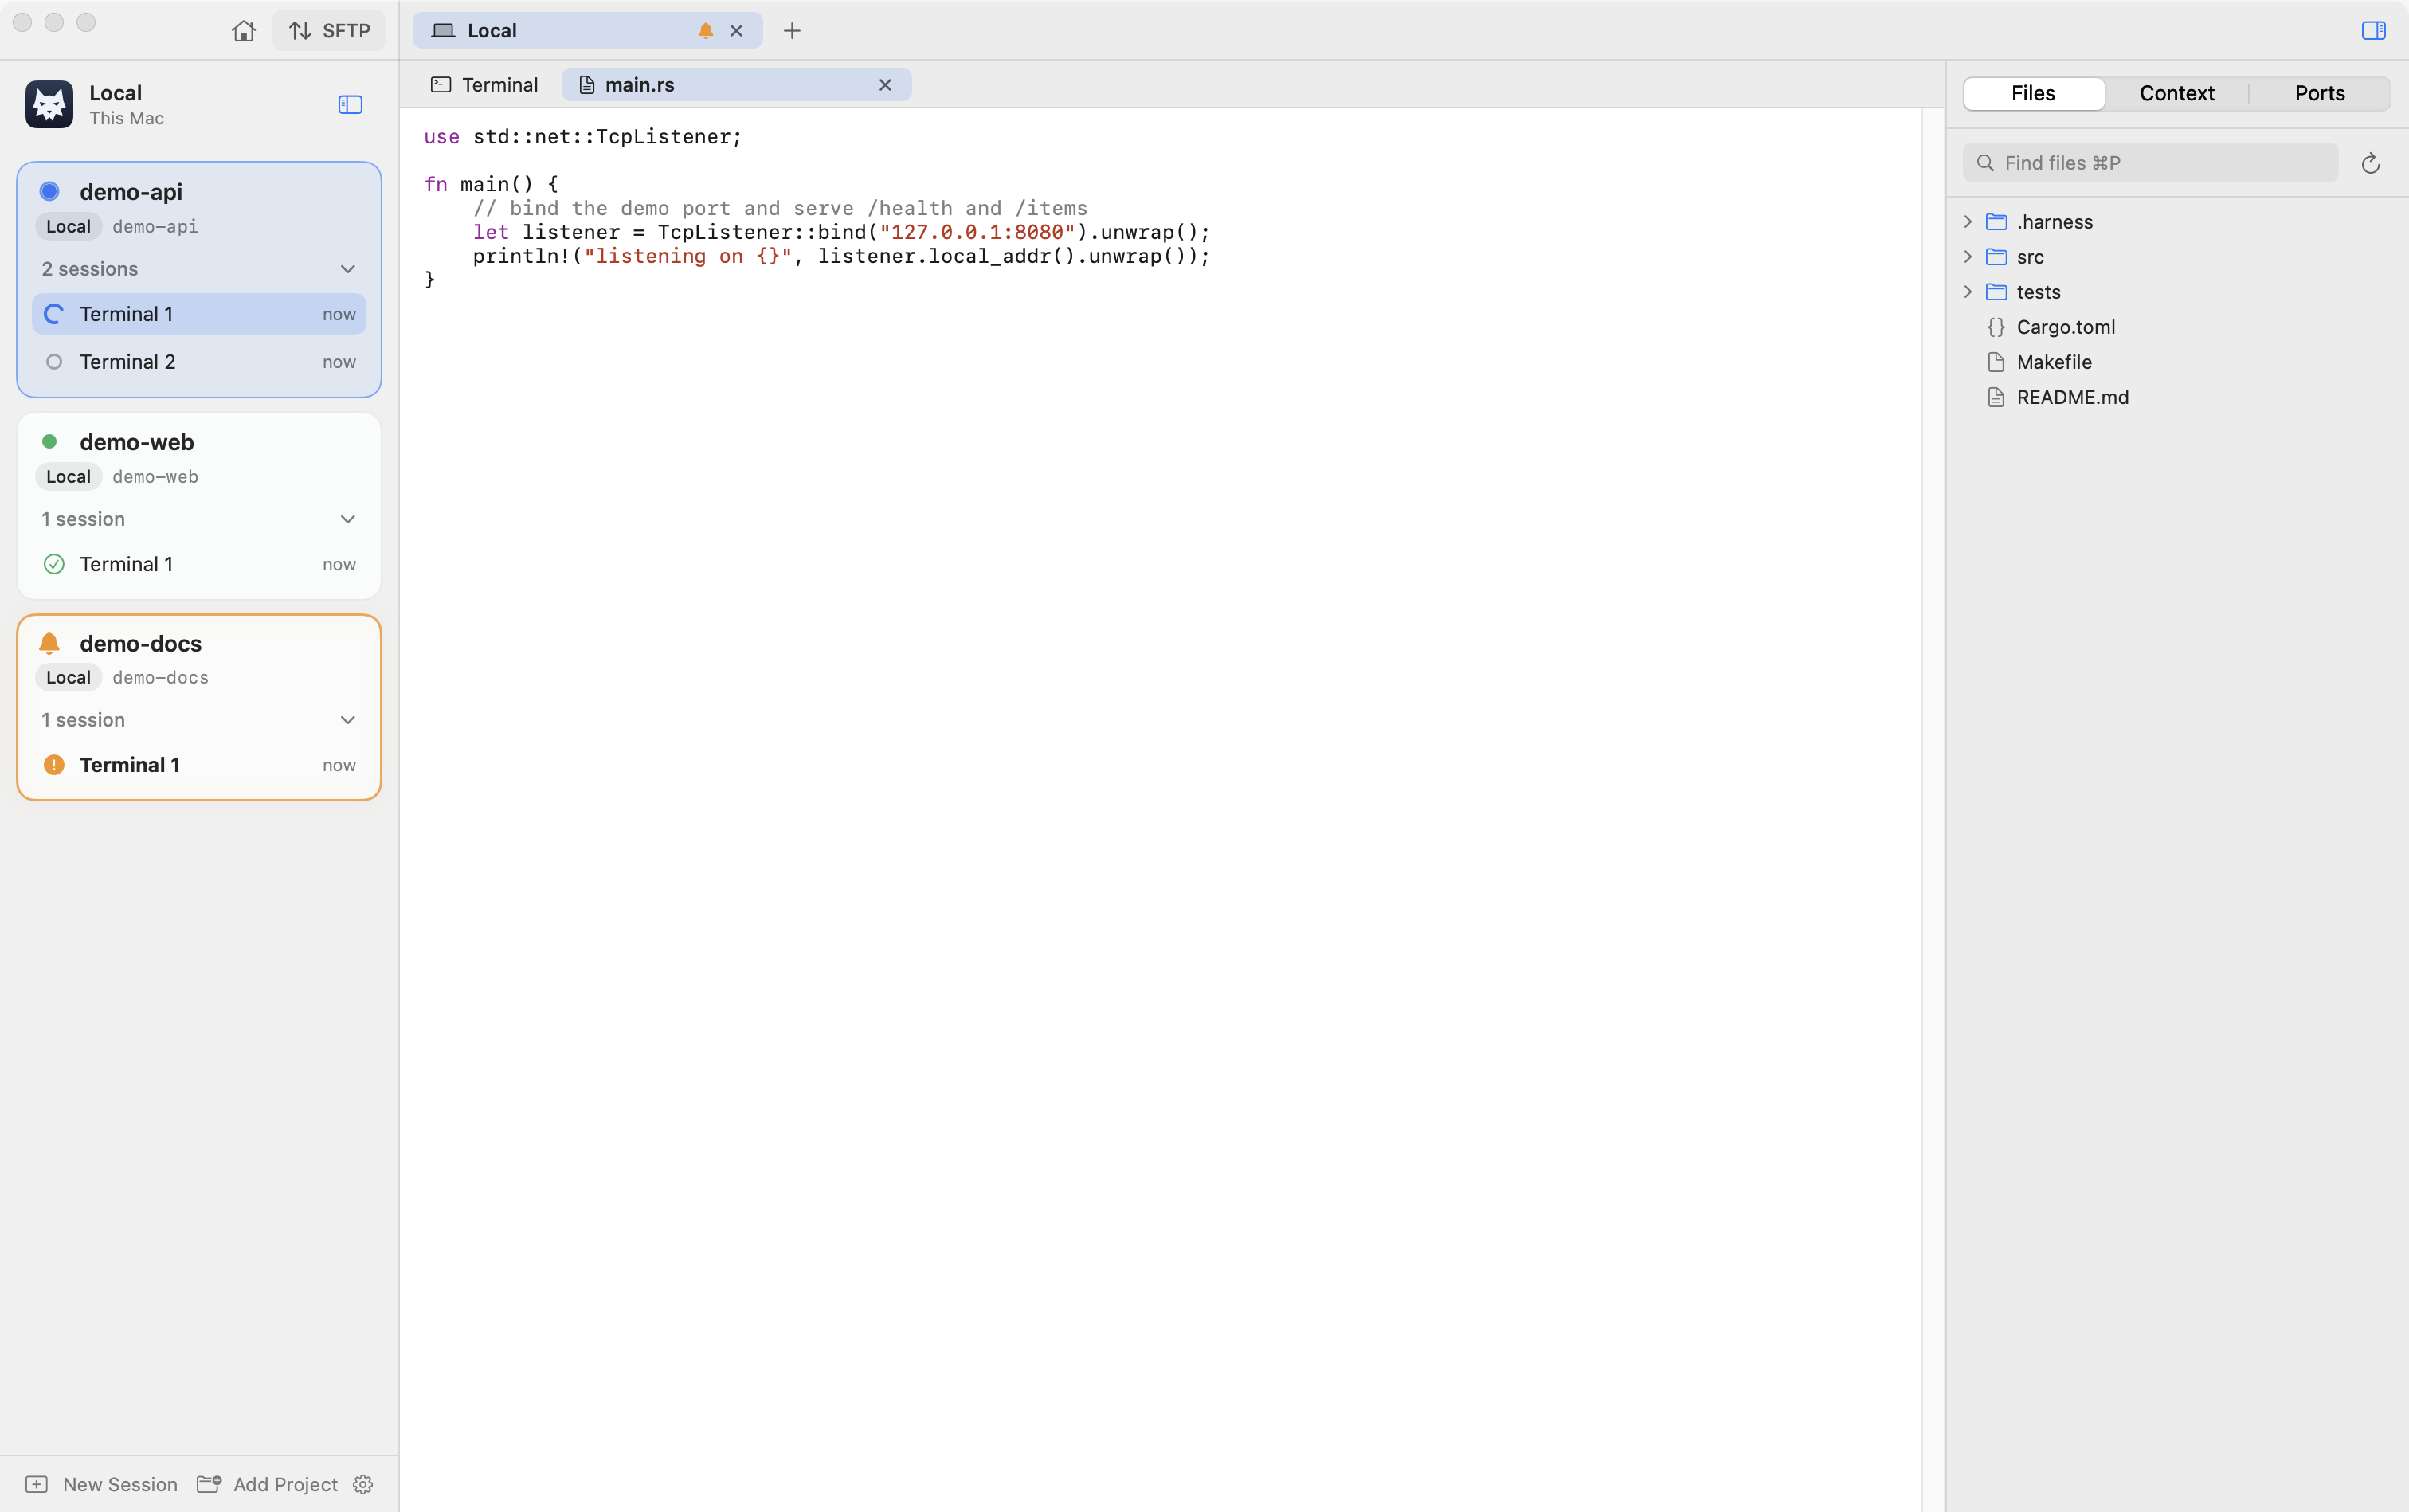 SFTP
Local
Local
This Mac
demo-api
Local demo-api
2 sessions
Terminal 1 now
Terminal 2 now
demo-web
Local demo-web
1 session
Terminal 1 now
demo-docs
Local demo-docs
1 session
Terminal 1 now
New Session Add Project
Terminal main.rs
use std::net::TcpListener;
fn main() {
    // bind the demo port and serve /health and /items
    let listener = TcpListener::bind("127.0.0.1:8080").unwrap();
    println!("listening on {}", listener.local_addr().unwrap());
}
Files Context Ports
Find files ⌘P
.harness
src
tests
{} Cargo.toml
Makefile
README.md